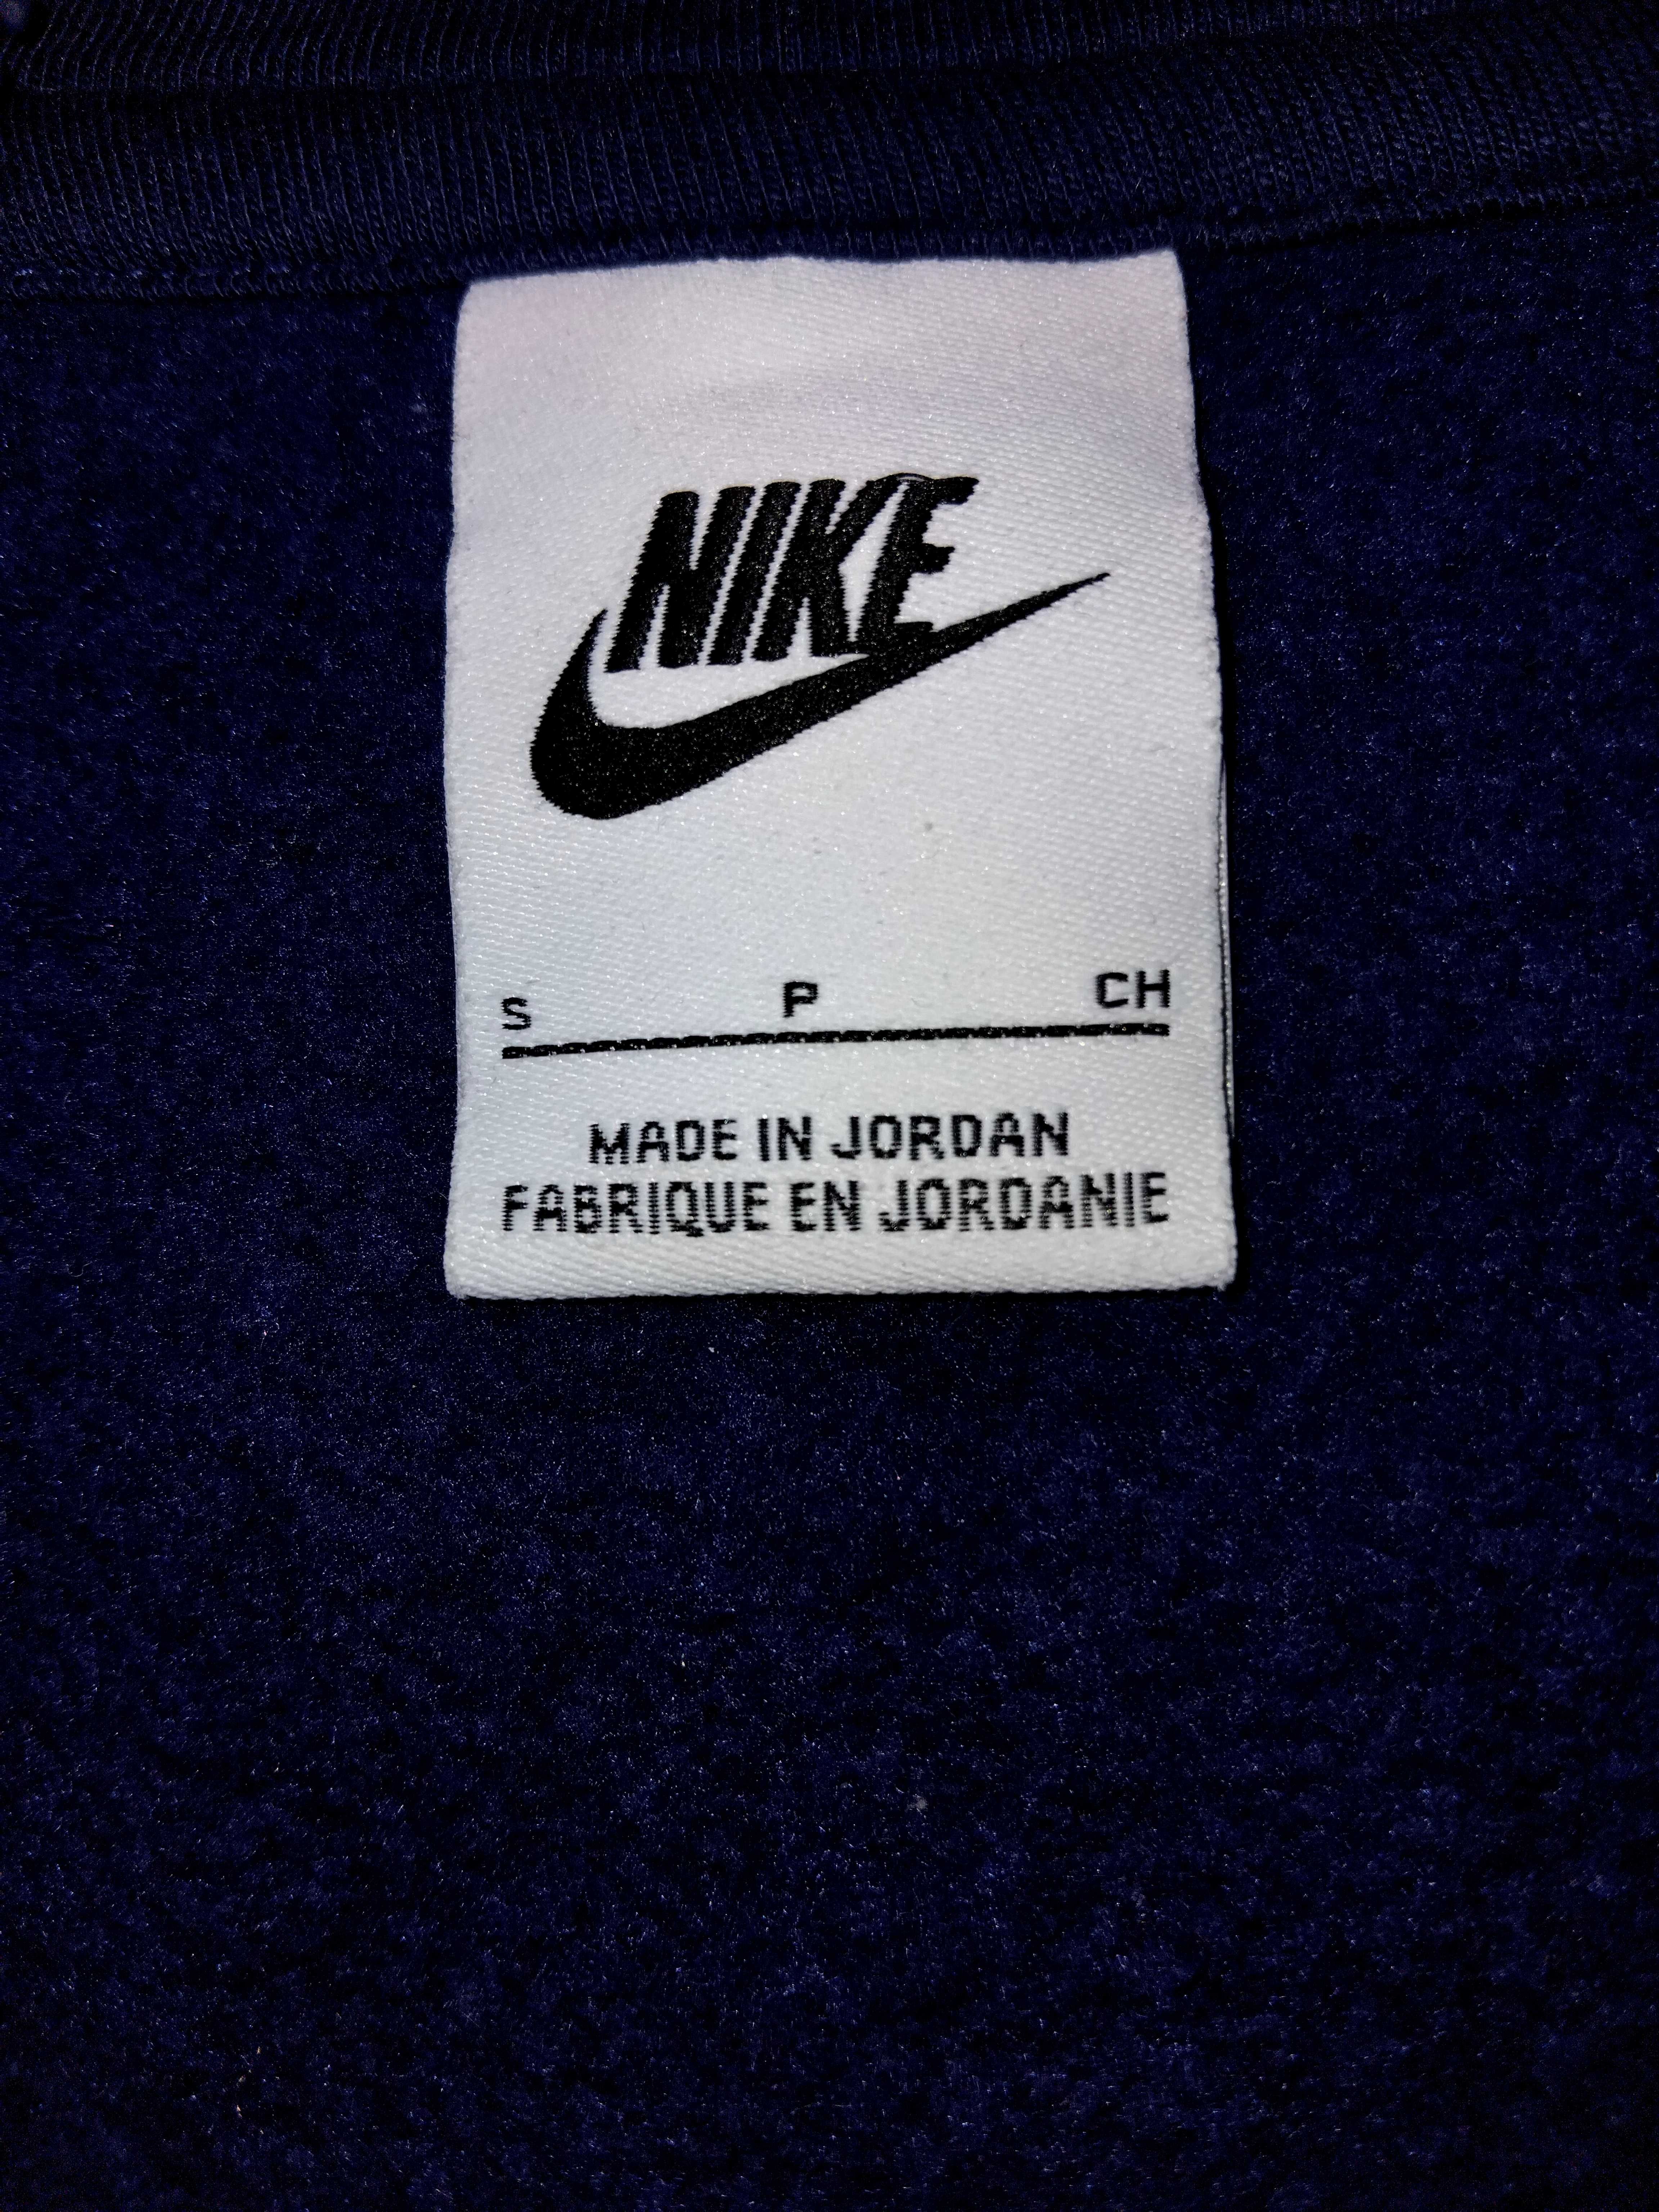 NIKE
S P CH
MADE IN JORDAN
FABRIQUE EN JORDANIE